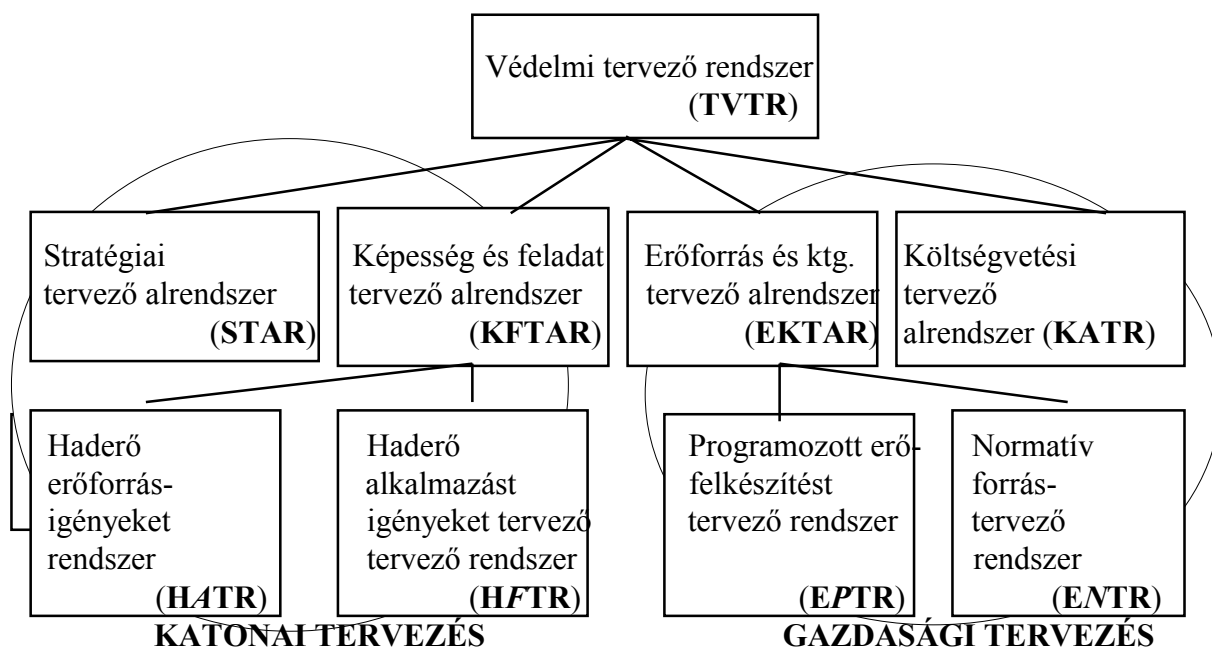 Védelmi tervező rendszer
(TVTR)
Stratégiai
tervező alrendszer
(STAR)
Képesség és feladat
tervező alrendszer
(KFTAR)
Erőforrás és ktg.
tervező alrendszer
(EKTAR)
Költségvetési
tervező
alrendszer (KATR)
Haderő
erőforrás-
igényeket
rendszer
(HATR)
Haderő
alkalmazást
igényeket tervező
tervező rendszer
(HFTR)
Programozott erő-
felkészítést
tervező rendszer
(EPTR)
Normatív
forrás-
tervező
rendszer
(ENTR)
KATONAI TERVEZÉS
GAZDASÁGI TERVEZÉS